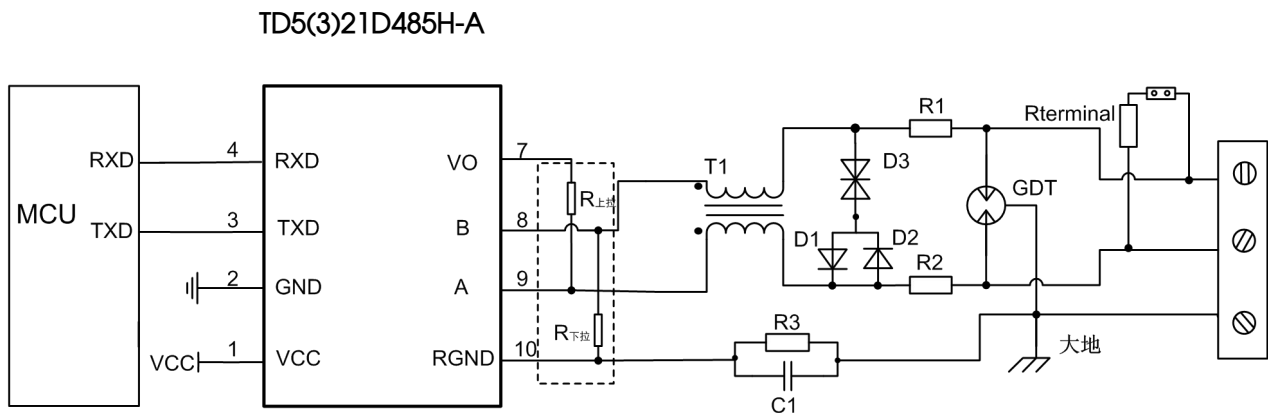 TD5(3)21D485H-A
MCU
RXD
TXD
4
3
2
1
VCC
RXD
TXD
GND
VCC
VO
B
A
RGND
7
8
9
10
R上拉
R下拉
T1
D3
D1
D2
R1
R2
GDT
Rterminal
R3
C1
大地